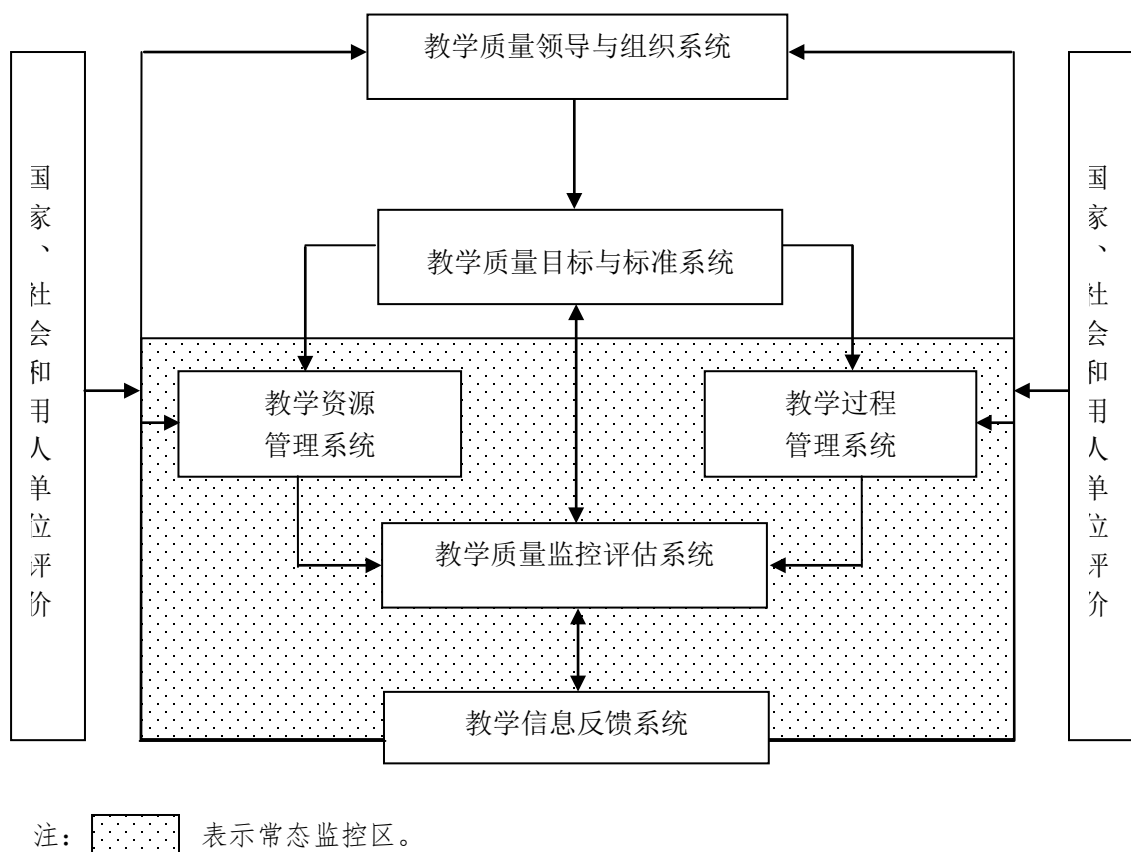 教学质量领导与组织系统
国家、社会和用人单位评价
国家、社会和用人单位评价
教学质量目标与标准系统
教学资源
管理系统
教学过程
管理系统
教学质量监控评估系统
教学信息反馈系统
注：
表示常态监控区。